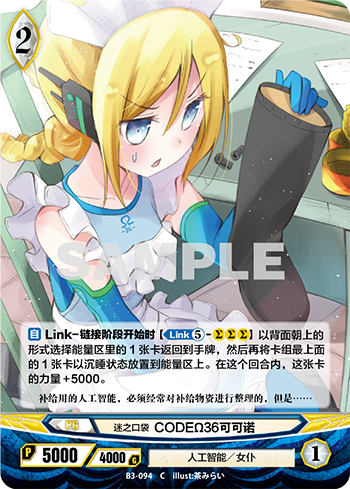 2
Ω
-36-
SAMPLE
自 Link-链接阶段开始时【Link⑤-ΣΣΣ】以背面朝上的
形式选择能量区里的1张卡返回到手牌，然后再将卡组最上面
的1张卡以沉睡状态放置到能量区上。在这个回合内，这张卡
的力量+5000。
补给用的人工智能，必须经常对补给物资进行整理的，但是……
PC 迷之口袋 CODEΩ36可可诺
P 5000 4000 G 人工智能／女仆 1
B3-094 C illust:茶みらい